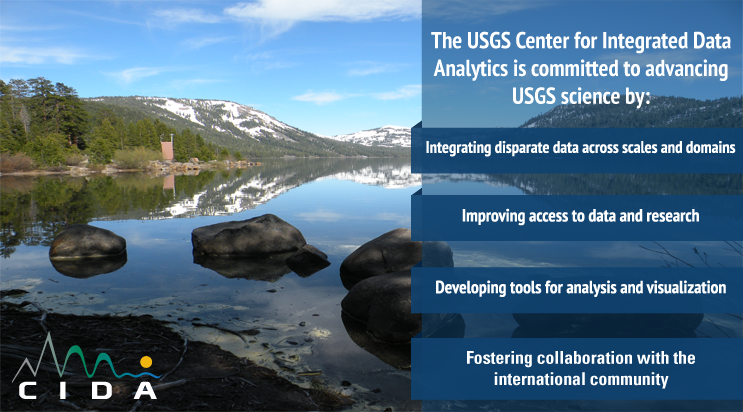 The USGS Center for Integrated Data
Analytics is committed to advancing
USGS science by:
Integrating disparate data across scales and domains
Improving access to data and research
Developing tools for analysis and visualization
Fostering collaboration with the
international community
CIDA